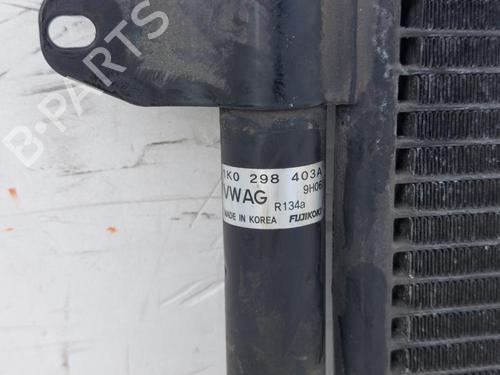 B-PARTS
1K0 298 403A
9H06
VWAG R134a
MADE IN KOREA FUJIKOKI